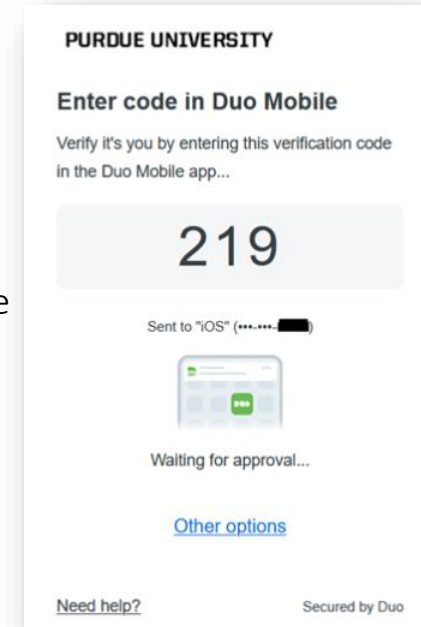 PURDUE UNIVERSITY
Enter code in Duo Mobile
Verify it's you by entering this verification code
in the Duo Mobile app...
219
e
Sent to "iOS" (•••-•••-)
DUO
Waiting for approval...
Other options
Need help? Secured by Duo